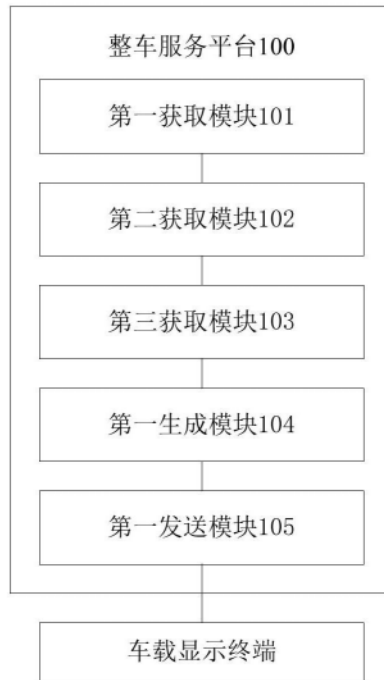 整车服务平台100
第一获取模块101
第二获取模块102
第三获取模块103
第一生成模块104
第一发送模块105
车载显示终端